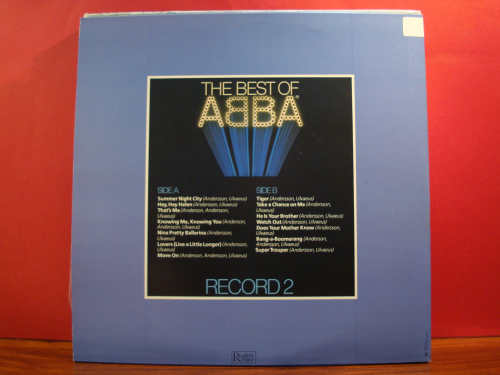 THE BEST OF
ABBA®
SIDE A
Summer Night City (Andersson, Ulvaeus)
Hey, Hey Helen (Andersson, Ulvaeus)
That's Me (Andersson, Anderson,
Ulvaeus)
Knowing Me, Knowing You (Andersson,
Anderson, Ulvaeus)
Nina Pretty Ballerina (Andersson,
Ulvaeus)
Lovers (Live a Little Longer) (Andersson,
Ulvaeus)
Move On (Andersson, Anderson, Ulvaeus)
SIDE B
Tiger (Andersson, Ulvaeus)
Take a Chance on Me (Andersson,
Ulvaeus)
He Is Your Brother (Andersson, Ulvaeus)
Watch Out (Andersson, Ulvaeus)
Does Your Mother Know (Andersson,
Ulvaeus)
Bang-a-Boomerang (Andersson,
Anderson, Ulvaeus)
Super Trouper (Andersson, Ulvaeus)
RECORD 2